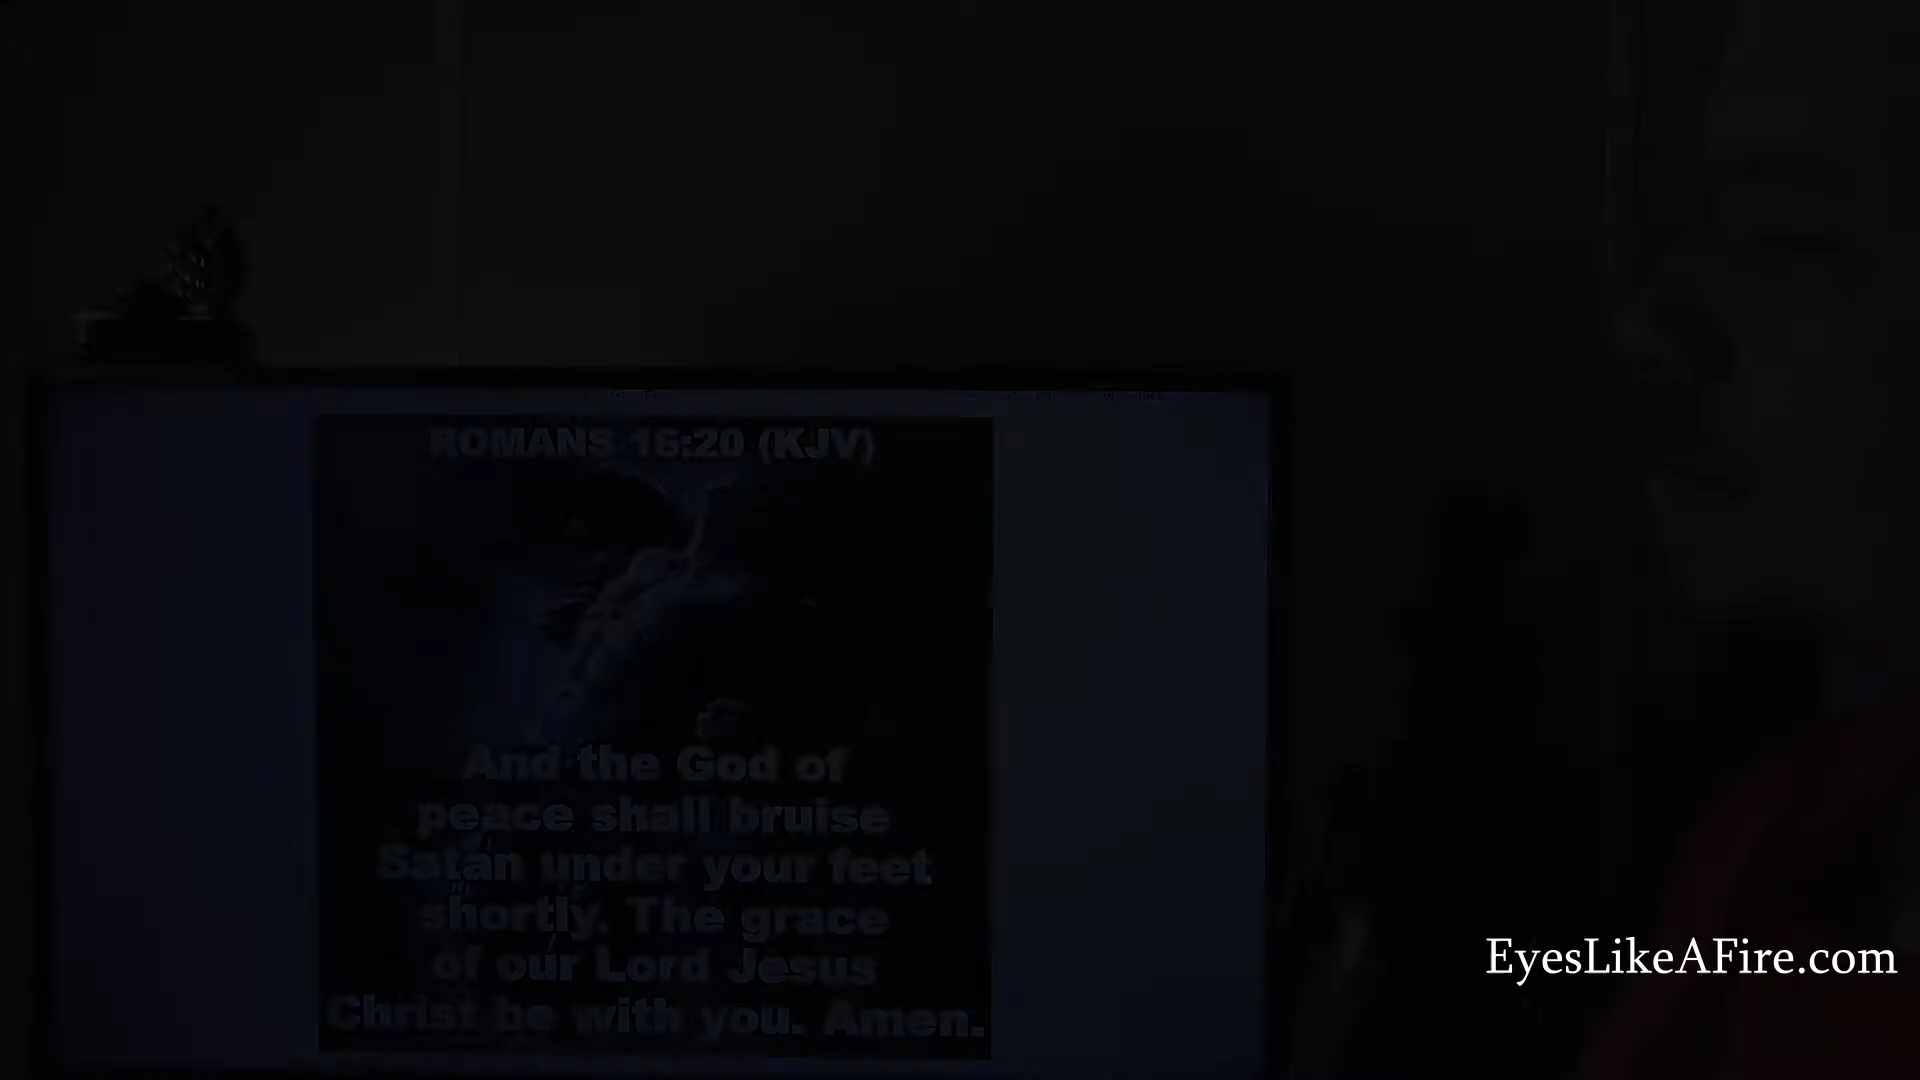 ROMANS 16:20 (KJV)
And the God of
peace shall bruise
Satan under your feet
shortly. The grace
of our Lord Jesus
Christ be with you. Amen.
EyesLikeAFire.com